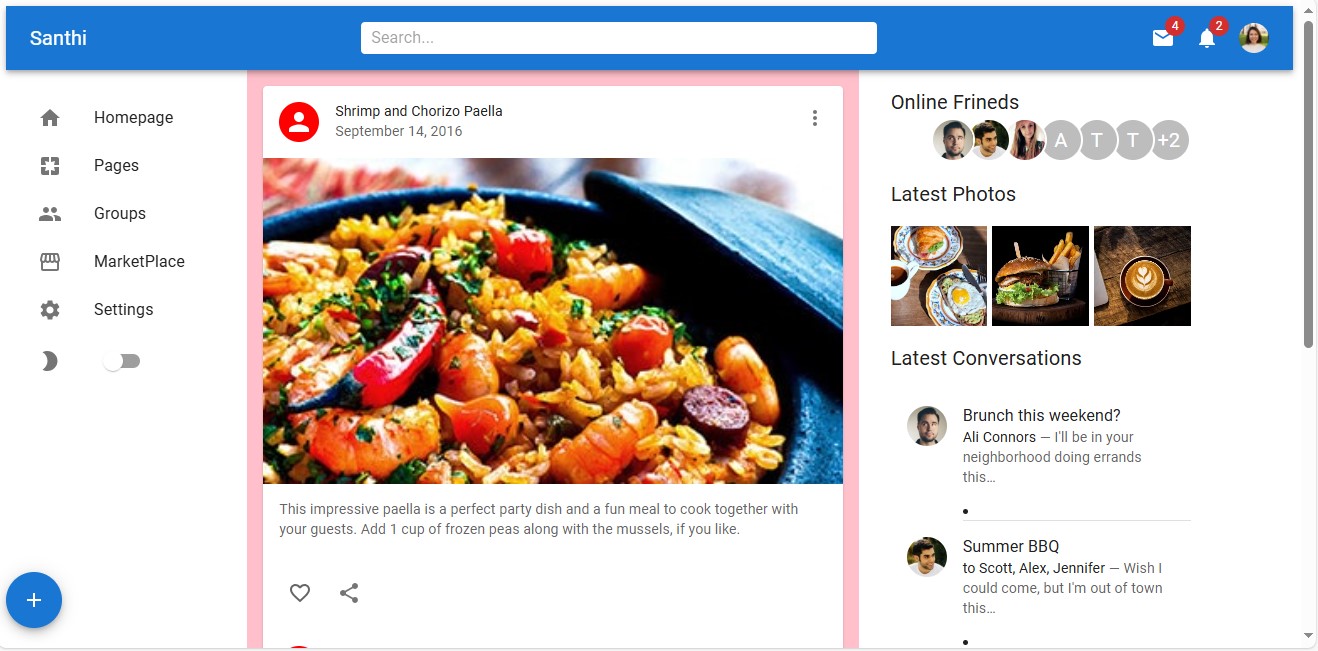 Santhi
Search...
4
2
Homepage
Pages
Groups
MarketPlace
Settings
Shrimp and Chorizo Paella
September 14, 2016
This impressive paella is a perfect party dish and a fun meal to cook together with
your guests. Add 1 cup of frozen peas along with the mussels, if you like.
Online Frineds
A
T
T
+2
Latest Photos
Latest Conversations
Brunch this weekend?
Ali Connors — I'll be in your
neighborhood doing errands
this…
Summer BBQ
to Scott, Alex, Jennifer — Wish I
could come, but I'm out of town
this…